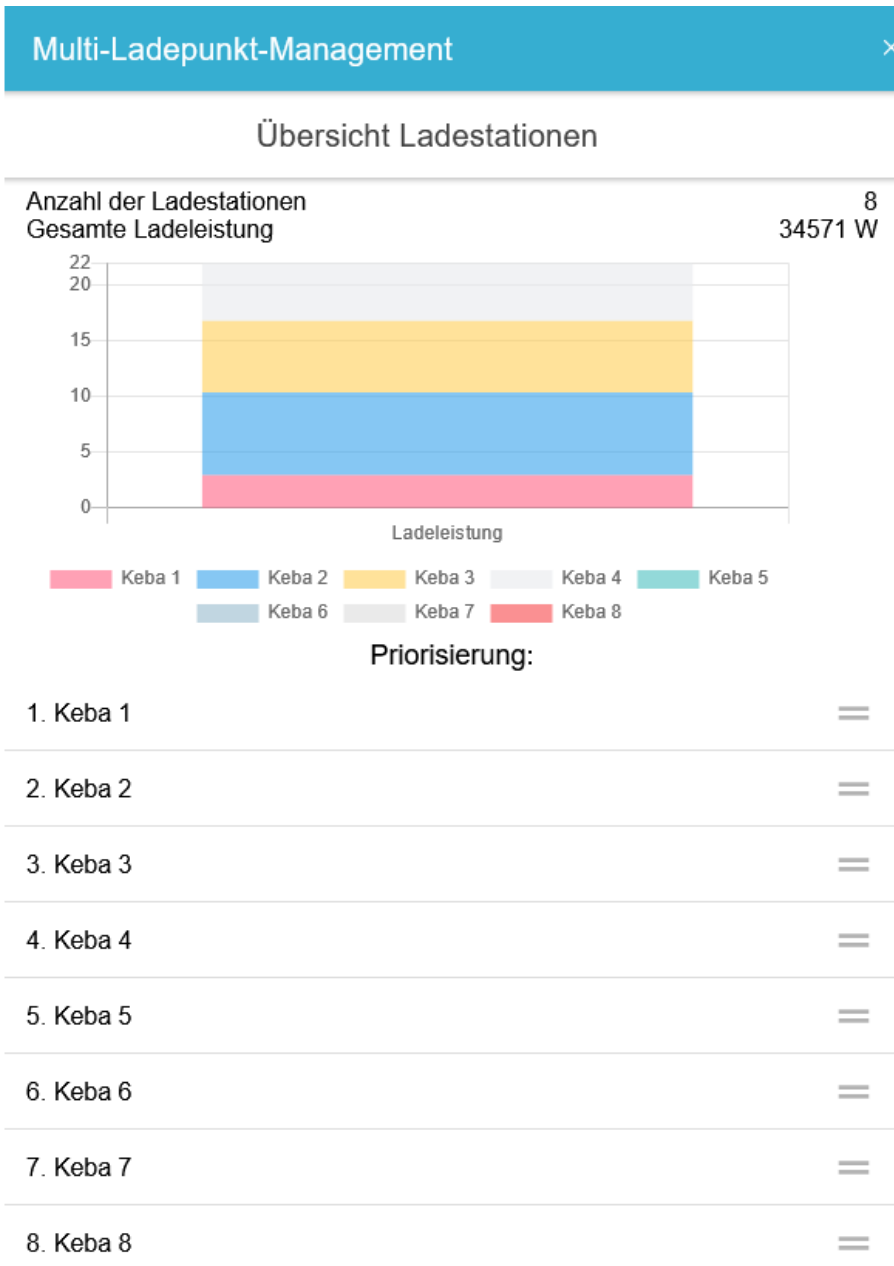 Multi-Ladepunkt-Management ×
Übersicht Ladestationen
Anzahl der Ladestationen 8
Gesamte Ladeleistung 34571 W
22
20
15
10
5
0
Ladeleistung
Keba 1 Keba 2 Keba 3 Keba 4 Keba 5
Keba 6 Keba 7 Keba 8
Priorisierung:
1. Keba 1
2. Keba 2
3. Keba 3
4. Keba 4
5. Keba 5
6. Keba 6
7. Keba 7
8. Keba 8